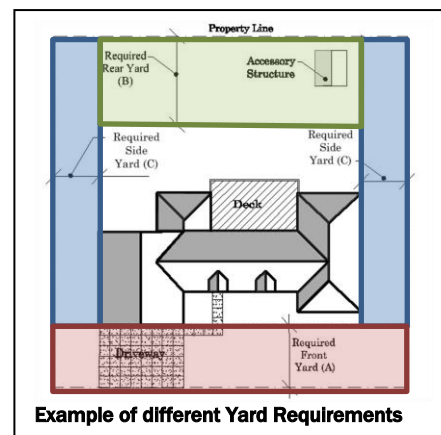 Property Line
Required
Rear Yard
(B)
Accessory
Structure
Required
Side
Yard (C)
Required
Side
Yard (C)
Deck
Driveway
Required
Front
Yard (A)
Example of different Yard Requirements